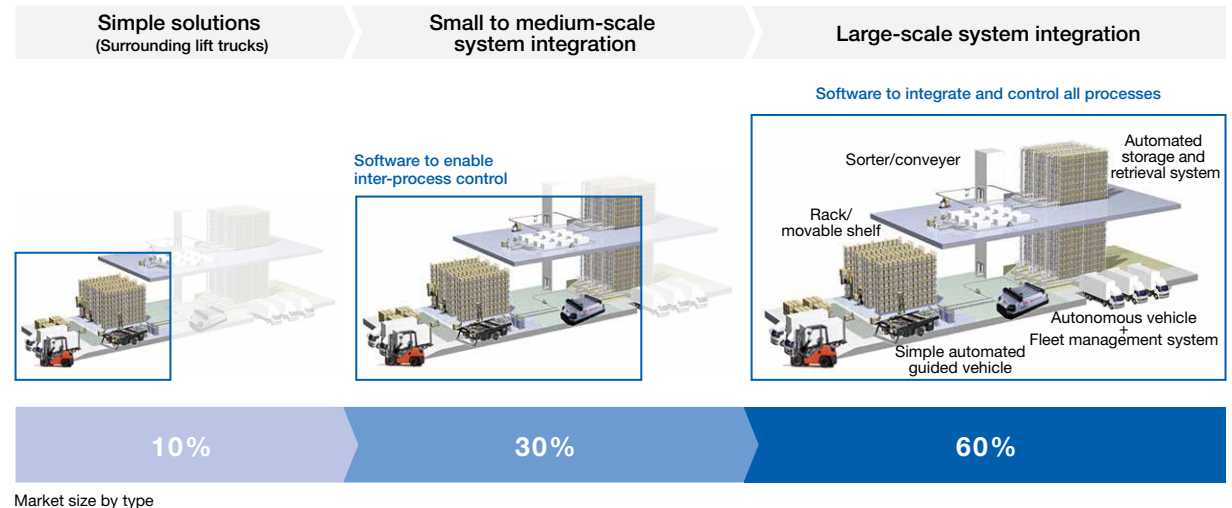 Simple solutions
(Surrounding lift trucks)
Small to medium-scale
system integration
Large-scale system integration
Software to enable
inter-process control
Software to integrate and control all processes
Sorter/conveyer
Automated
storage and
retrieval system
Rack/
movable shelf
Autonomous vehicle
+
Fleet management system
Simple automated
guided vehicle
10%
30%
60%
Market size by type